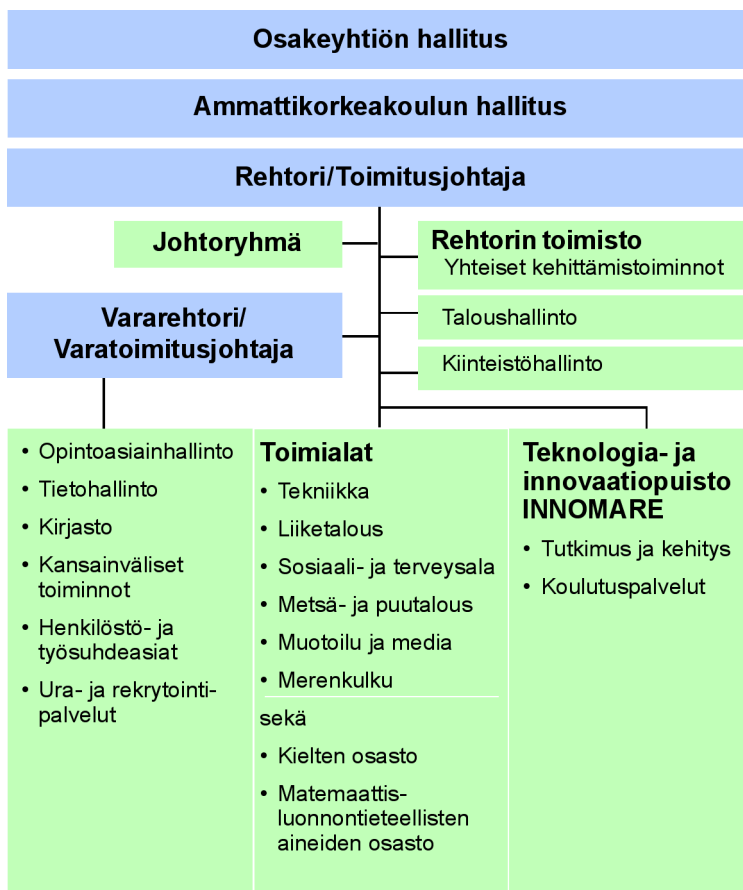 Osakeyhtiön hallitus
Ammattikorkeakoulun hallitus
Rehtori/Toimitusjohtaja
Johtoryhmä
Rehtorin toimisto
Yhteiset kehittämistoiminnot
Taloushallinto
Kiinteistöhallinto
Vararehtori/
Varatoimitusjohtaja
• Opintoasiainhallinto
• Tietohallinto
• Kirjasto
• Kansainväliset
toiminnot
• Henkilöstö- ja
työsuhdeasiat
• Ura- ja rekrytointi-
palvelut
Toimialat
• Tekniikka
• Liiketalous
• Sosiaali- ja terveysala
• Metsä- ja puutalous
• Muotoilu ja media
• Merenkulku
sekä
• Kielten osasto
• Matemaattis-
luonnontieteellisten
aineiden osasto
Teknologia- ja
innovaatiopuisto
INNOMARE
• Tutkimus ja kehitys
• Koulutuspalvelut